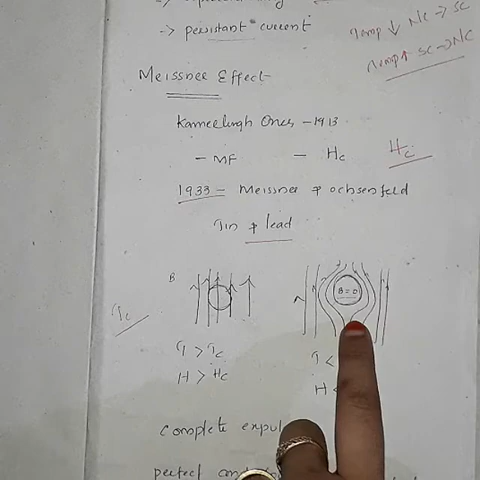 -> persistant current
Temp ↓ NC -> SC
Temp ↑ SC -> NC
Meissner Effect-
Kamerlingh Ones - 1913
- MF - Hc Hc
1933 = Meissner & ochsenfeld
Tin & lead
B
B = 0
Tc
T > Tc T <
H > Hc H <
complete expul
perfect